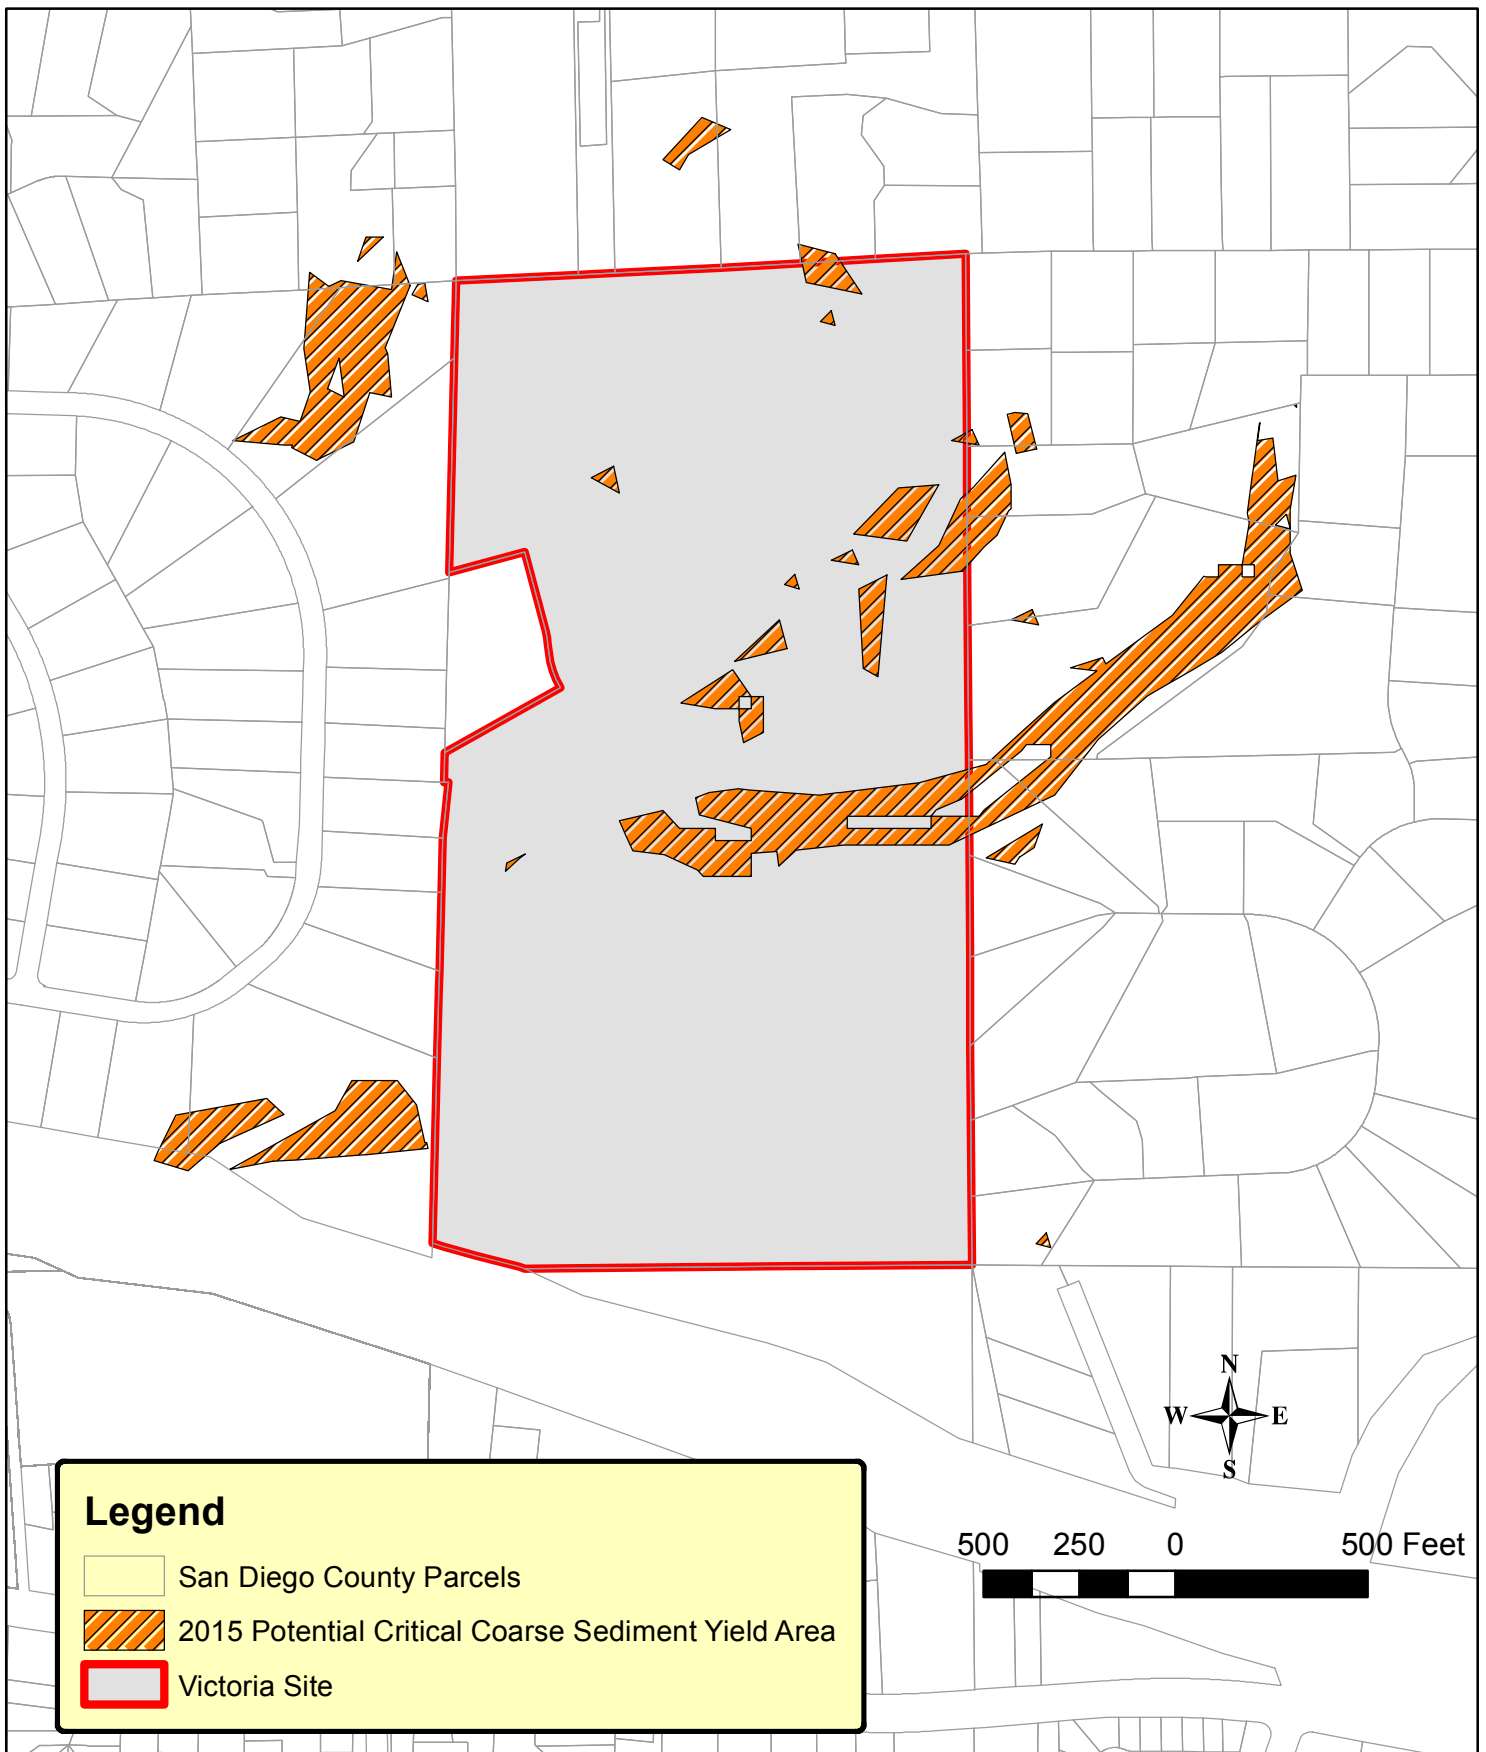 N
W E
S
Legend
San Diego County Parcels
2015 Potential Critical Coarse Sediment Yield Area
Victoria Site
500 250 0 500 Feet